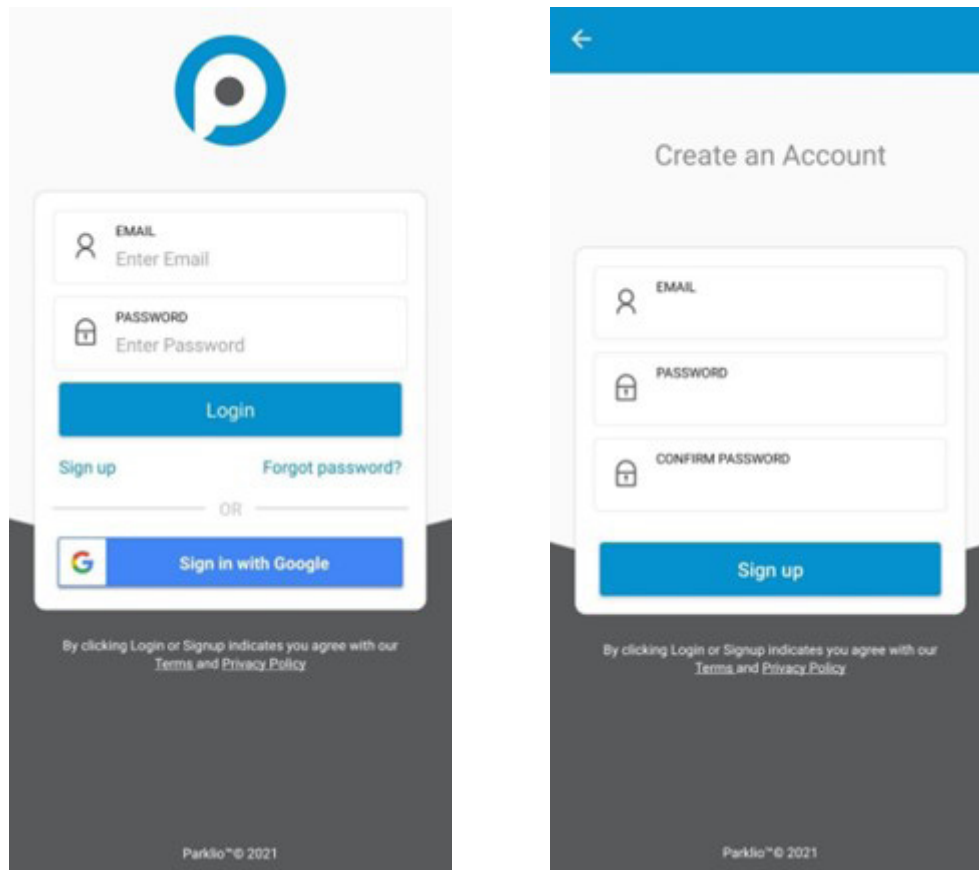 EMAIL
Enter Email
PASSWORD
Enter Password
Login
Sign up
Forgot password?
OR
Sign in with Google
By clicking Login or Signup indicates you agree with our
Terms and Privacy Policy
Parklio™© 2021
Create an Account
EMAIL
PASSWORD
CONFIRM PASSWORD
Sign up
By clicking Login or Signup indicates you agree with our
Terms and Privacy Policy
Parklio™© 2021